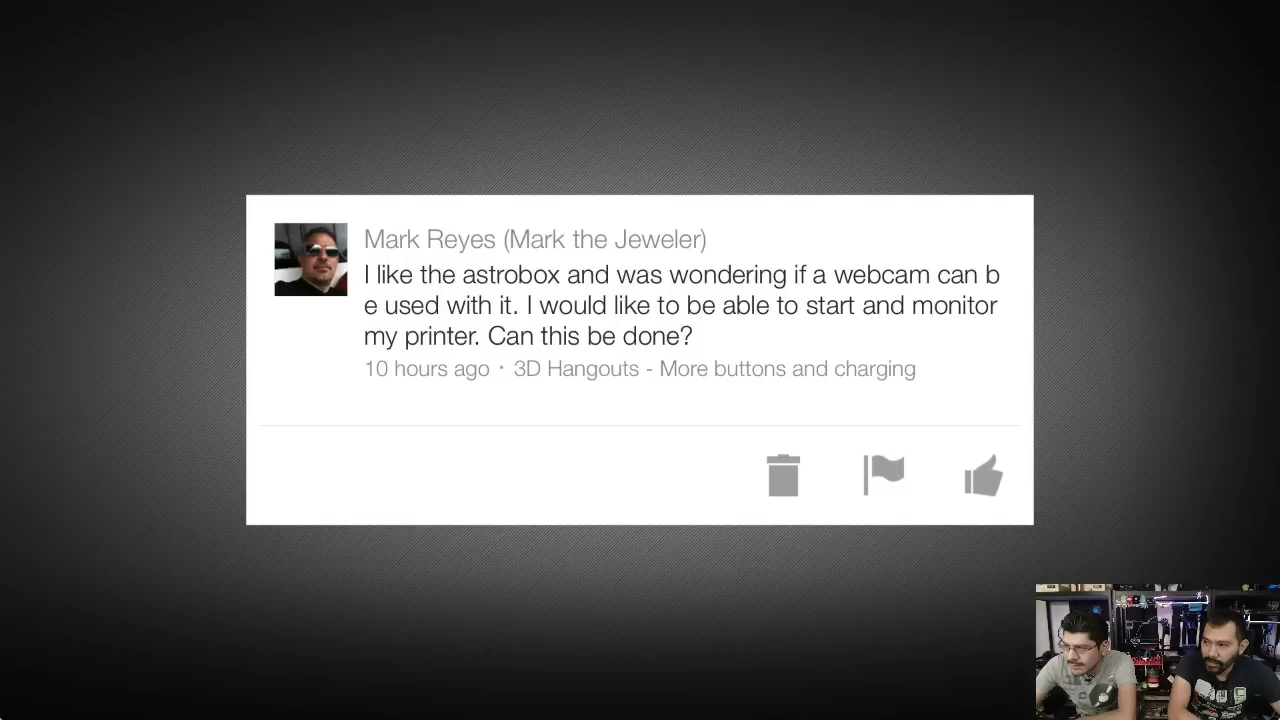 Mark Reyes (Mark the Jeweler)
I like the astrobox and was wondering if a webcam can b
e used with it. I would like to be able to start and monitor
my printer. Can this be done?
10 hours ago · 3D Hangouts - More buttons and charging